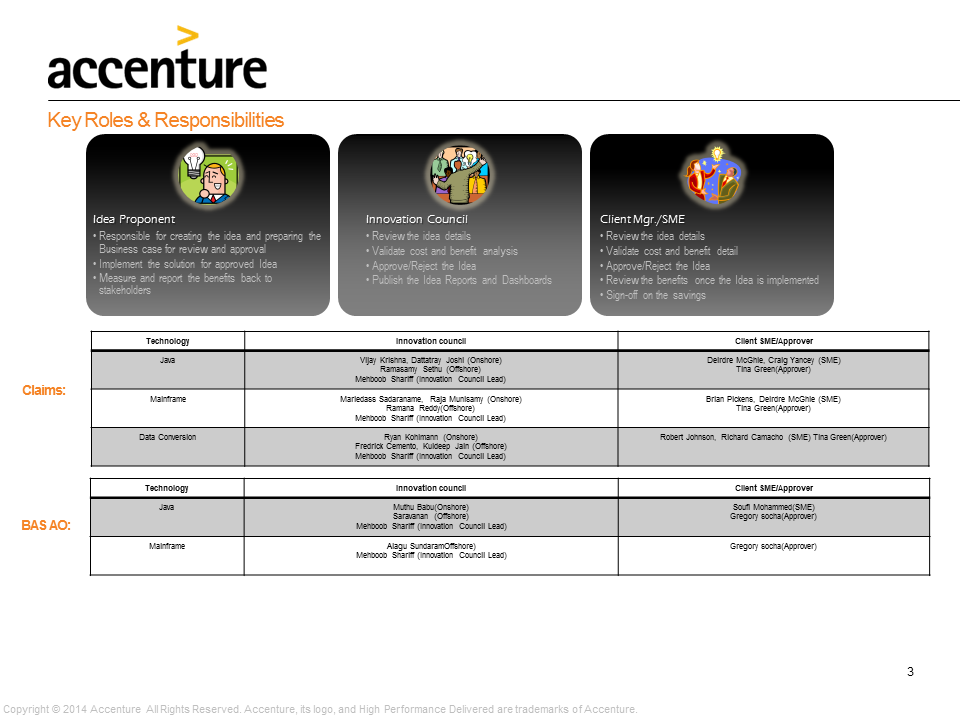 accenture
Key Roles & Responsibilities
Idea Proponent
• Responsible for creating the idea and preparing the
Business case for review and approval
• Implement the solution for approved Idea
• Measure and report the benefits back to
stakeholders
Innovation Council
• Review the idea details
• Validate cost and benefit analysis
• Approve/Reject the Idea
• Publish the Idea Reports and Dashboards
Client Mgr./SME
• Review the idea details
• Validate cost and benefit detail
• Approve/Reject the Idea
• Review the benefits once the Idea is implemented
• Sign-off on the savings
Claims:
Technology
Innovation council
Client SME/Approver
Java
Vijay Krishna, Dattatray Joshi (Onshore)
Ramasamy Sethu (Offshore)
Mehboob Shariff (Innovation Council Lead)
Deirdre McGhie, Craig Yancey (SME)
Tina Green(Approver)
Mainframe
Mariedass Sadaraname, Raja Munisamy (Onshore)
Ramana Reddy(Offshore)
Mehboob Shariff (Innovation Council Lead)
Brian Pickens, Deirdre McGhie (SME)
Tina Green(Approver)
Data Conversion
Ryan Kohlmann (Onshore)
Fredrick Cemento, Kuldeep Jain (Offshore)
Mehboob Shariff (Innovation Council Lead)
Robert Johnson, Richard Camacho (SME) Tina Green(Approver)
BAS AO:
Technology
Innovation council
Client SME/Approver
Java
Muthu Babu(Onshore)
Saravanan (Offshore)
Mehboob Shariff (Innovation Council Lead)
Soufi Mohammed(SME)
Gregory socha(Approver)
Mainframe
Alagu SundaramOffshore)
Mehboob Shariff (Innovation Council Lead)
Gregory socha(Approver)
3
Copyright © 2014 Accenture All Rights Reserved. Accenture, its logo, and High Performance Delivered are trademarks of Accenture.